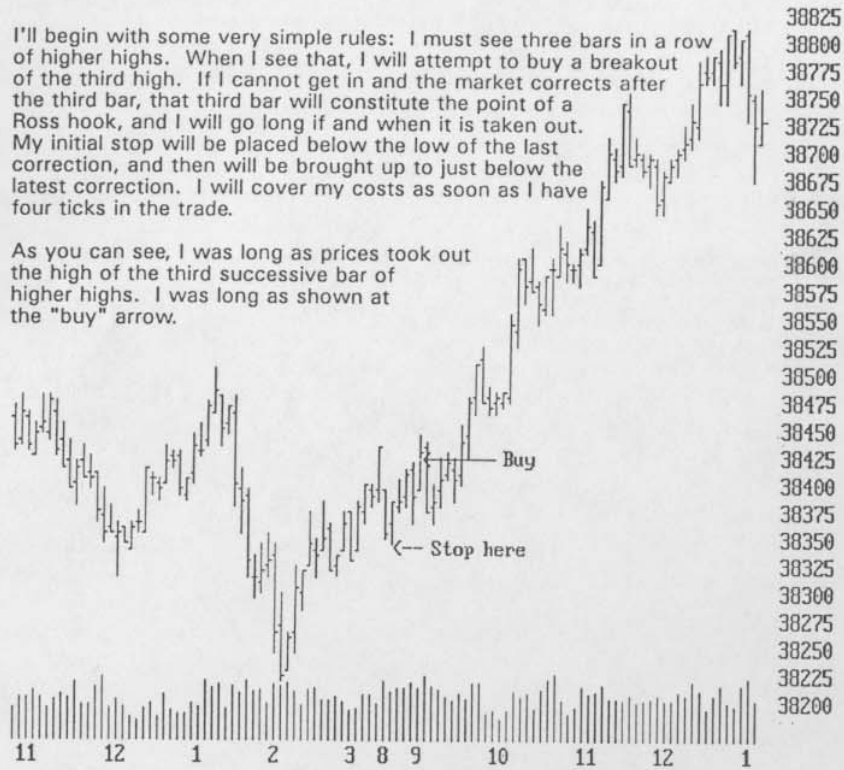 I'll begin with some very simple rules: I must see three bars in a row
of higher highs. When I see that, I will attempt to buy a breakout
of the third high. If I cannot get in and the market corrects after
the third bar, that third bar will constitute the point of a
Ross hook, and I will go long if and when it is taken out.
My initial stop will be placed below the low of the last
correction, and then will be brought up to just below the
latest correction. I will cover my costs as soon as I have
four ticks in the trade.
As you can see, I was long as prices took out
the high of the third successive bar of
higher highs. I was long as shown at
the "buy" arrow.
38825
38800
38775
38750
38725
38700
38675
38650
38625
38600
38575
38550
38525
38500
38475
38450
38425
38400
38375
38350
38325
38300
38275
38250
38225
38200
Buy
<-- Stop here
11 12 1 2 3 8 9 10 11 12 1